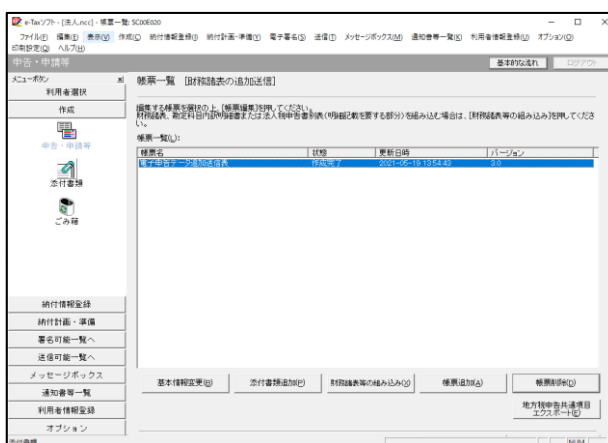 e-Taxソフト - [法人.ncc] - 帳票一覧: SC00E020
ファイル(F) 編集(E) 表示(V) 作成(C) 納付情報登録(I) 納付計画・準備(Y) 電子署名(S) 送信(T) メッセージボックス(M) 通知書等一覧(K) 利用者情報登録(U) オプション(O)
印刷設定(Q) ヘルプ(H)
申告・申請等 基本的な流れ ログアウト
メニューボタン
利用者選択
作成
申告・申請等
添付書類
ごみ箱
納付情報登録
納付計画・準備
署名可能一覧へ
送信可能一覧へ
メッセージボックス
通知書等一覧
利用者情報登録
オプション
帳票一覧 [財務諸表の追加送信]
編集する帳票を選択の上、[帳票編集]を押してください。
財務諸表、勘定科目内訳明細書または法人税申告書別表(明細記載を要する部分)を組み込む場合は、[財務諸表等の組み込み]を押してください。
帳票一覧(L):
帳票名 状態 更新日時 バージョン
電子申告データ追加送信表 作成完了 2021-05-19 13:54:43 3.0
基本情報変更(B) 添付書類追加(P) 財務諸表等の組み込み(X) 帳票追加(A) 帳票削除(D)
地方税申告共通項目
エクスポート(E)
添付書類
NUM